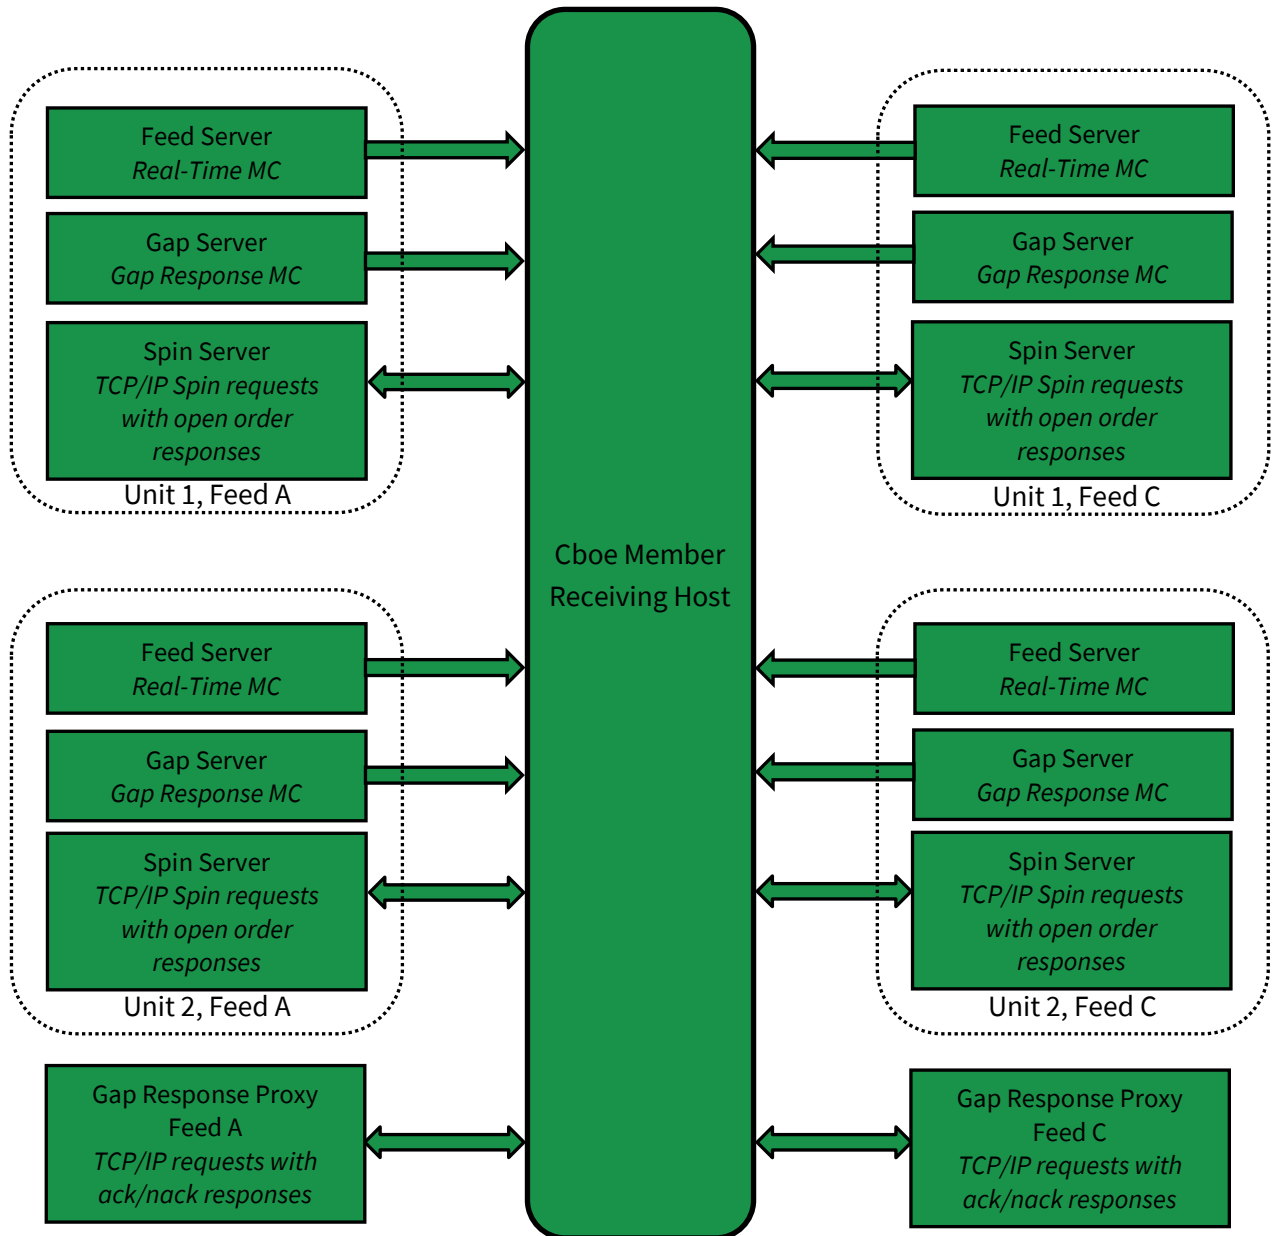 Feed Server
Real-Time MC
Gap Server
Gap Response MC
Spin Server
TCP/IP Spin requests
with open order
responses
Unit 1, Feed A
Feed Server
Real-Time MC
Gap Server
Gap Response MC
Spin Server
TCP/IP Spin requests
with open order
responses
Unit 2, Feed A
Gap Response Proxy
Feed A
TCP/IP requests with
ack/nack responses
Cboe Member
Receiving Host
Feed Server
Real-Time MC
Gap Server
Gap Response MC
Spin Server
TCP/IP Spin requests
with open order
responses
Unit 1, Feed C
Feed Server
Real-Time MC
Gap Server
Gap Response MC
Spin Server
TCP/IP Spin requests
with open order
responses
Unit 2, Feed C
Gap Response Proxy
Feed C
TCP/IP requests with
ack/nack responses